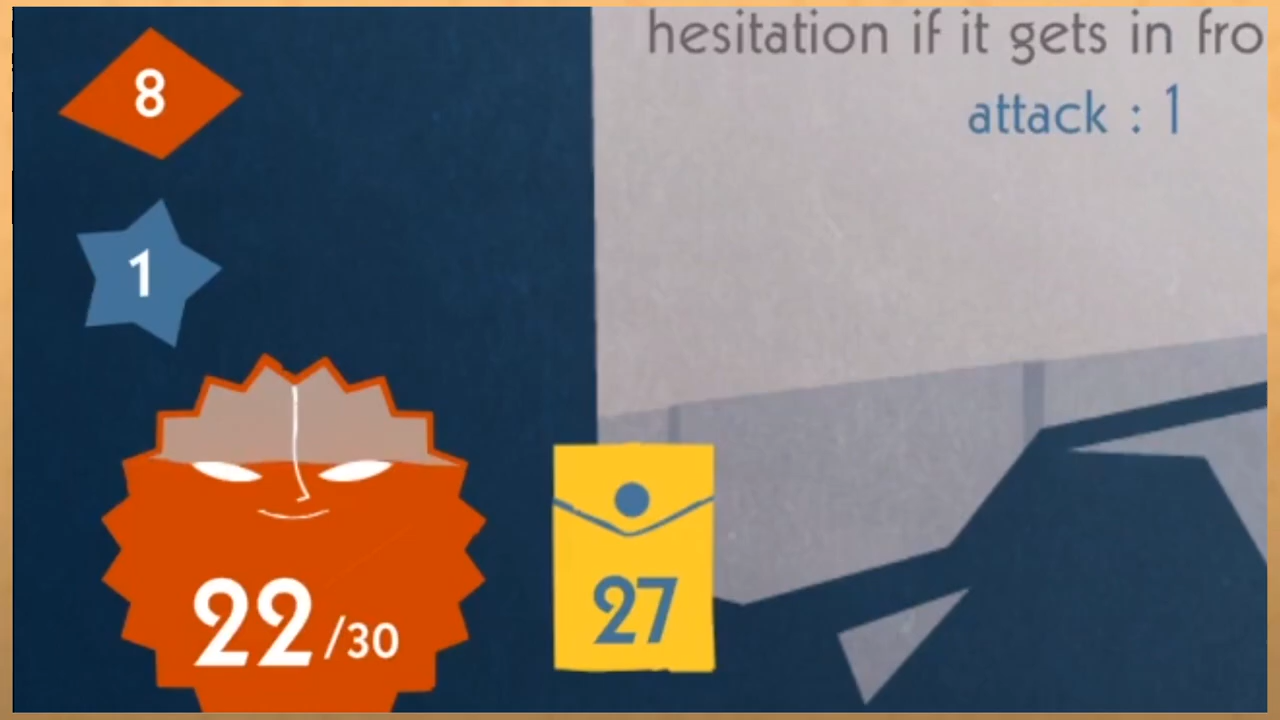 hesitation if it gets in fro
attack : 1
8
1
22/30
27